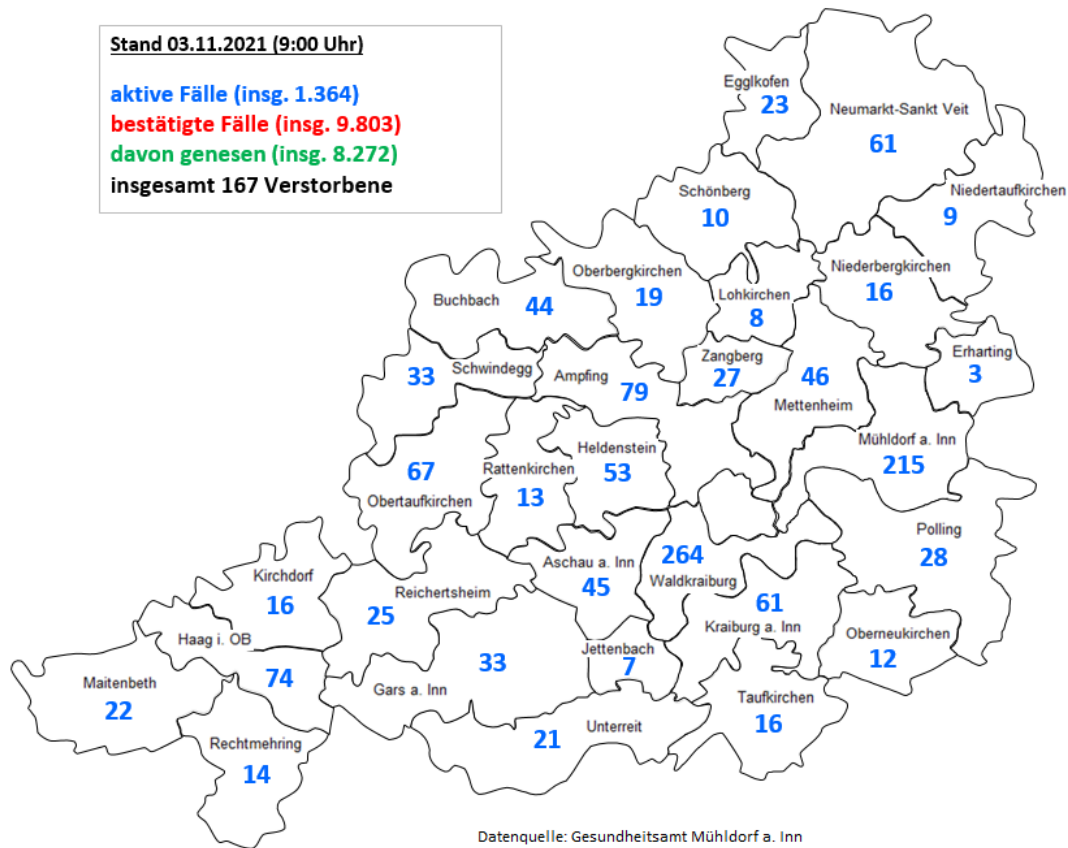 Stand 03.11.2021 (9:00 Uhr)
aktive Fälle (insg. 1.364)
bestätigte Fälle (insg. 9.803)
davon genesen (insg. 8.272)
insgesamt 167 Verstorbene
Egglkofen
23
Neumarkt-Sankt Veit
61
Schönberg
10
Niedertaufkirchen
9
Oberbergkirchen
19
Niederbergkirchen
16
Lohkirchen
8
Buchbach
44
Schwindegg
33
Ampfing
79
Zangberg
27
46
Mettenheim
Erharting
3
Mühldorf a. Inn
215
67
Obertaufkirchen
Rattenkirchen
13
Heldenstein
53
Polling
28
264
Waldkraiburg
Aschau a. Inn
45
Kirchdorf
16
Reichertsheim
25
61
Kraiburg a. Inn
Oberneukirchen
12
Haag i. OB
74
33
Gars a. Inn
Jettenbach
7
Maitenbeth
22
Taufkirchen
16
Unterreit
21
Rechtmehring
14
Datenquelle: Gesundheitsamt Mühldorf a. Inn